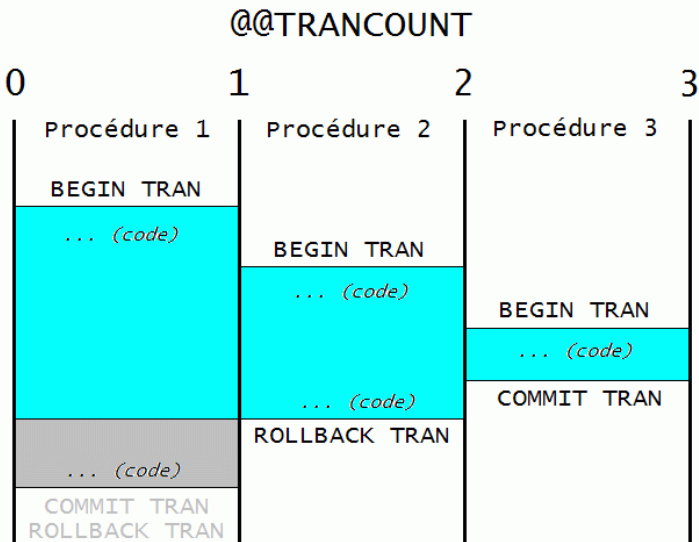 @@TRANCOUNT
0 1 2 3
Procédure 1 Procédure 2 Procédure 3
BEGIN TRAN
... (code)
BEGIN TRAN
... (code)
BEGIN TRAN
... (code)
COMMIT TRAN
... (code)
ROLLBACK TRAN
... (code)
COMMIT TRAN
ROLLBACK TRAN